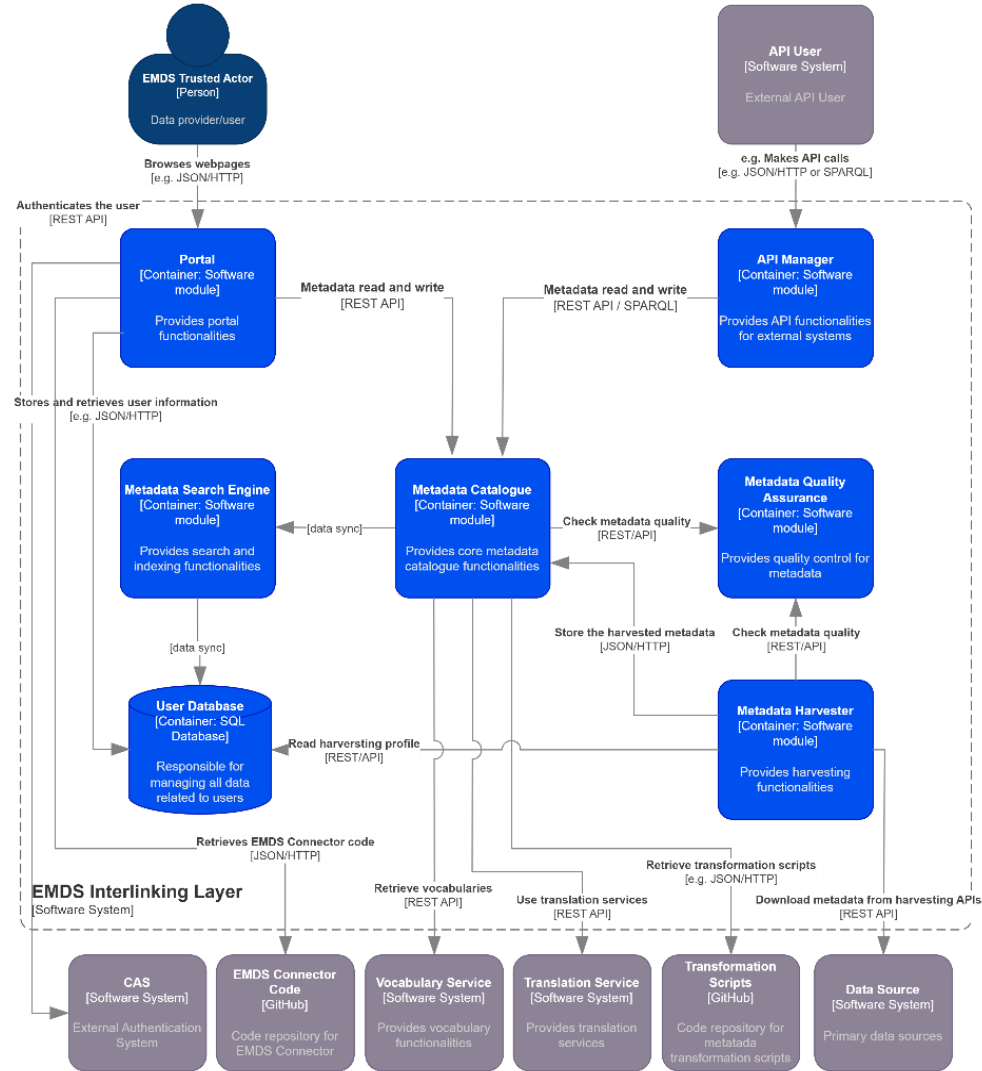 EMDS Trusted Actor
[Person]
Data provider/user
API User
[Software System]
External API User
Browses webpages
[e.g. JSON/HTTP]
e.g. Makes API calls
[e.g. JSON/HTTP or SPARQL]
Authenticates the user
[REST API]
Portal
[Container: Software
module]
Provides portal
functionalities
Metadata read and write
[REST API]
Metadata read and write
[REST API / SPARQL]
API Manager
[Container: Software
module]
Provides API functionalities
for external systems
Stores and retrieves user information
[e.g. JSON/HTTP]
Metadata Search Engine
[Container: Software
module]
Provides search and
indexing functionalities
[data sync]
Metadata Catalogue
[Container: Software
module]
Provides core metadata
catalogue functionalities
Check metadata quality
[REST/API]
Metadata Quality
Assurance
[Container: Software
module]
Provides quality control for
metadata
[data sync]
Store the harvested metadata
[JSON/HTTP]
Check metadata quality
[REST/API]
User Database
[Container: SQL
Database]
Responsible for
managing all data
related to users
Read harversting profile
[REST/API]
Metadata Harvester
[Container: Software
module]
Provides harvesting
functionalities
Retrieves EMDS Connector code
[JSON/HTTP]
Retrieve vocabularies
[REST API]
Use translation services
[REST API]
Retrieve transformation scripts
[e.g. JSON/HTTP]
Download metadata from harvesting APIs
[REST API]
EMDS Interlinking Layer
[Software System]
CAS
[Software System]
External Authentication
System
EMDS Connector
Code
[GitHub]
Code repository for
EMDS Connector
Vocabulary Service
[Software System]
Provides vocabulary
functionalities
Translation Service
[Software System]
Provides translation
services
Transformation
Scripts
[GitHub]
Code repository for
metatada
transformation scripts
Data Source
[Software System]
Primary data sources